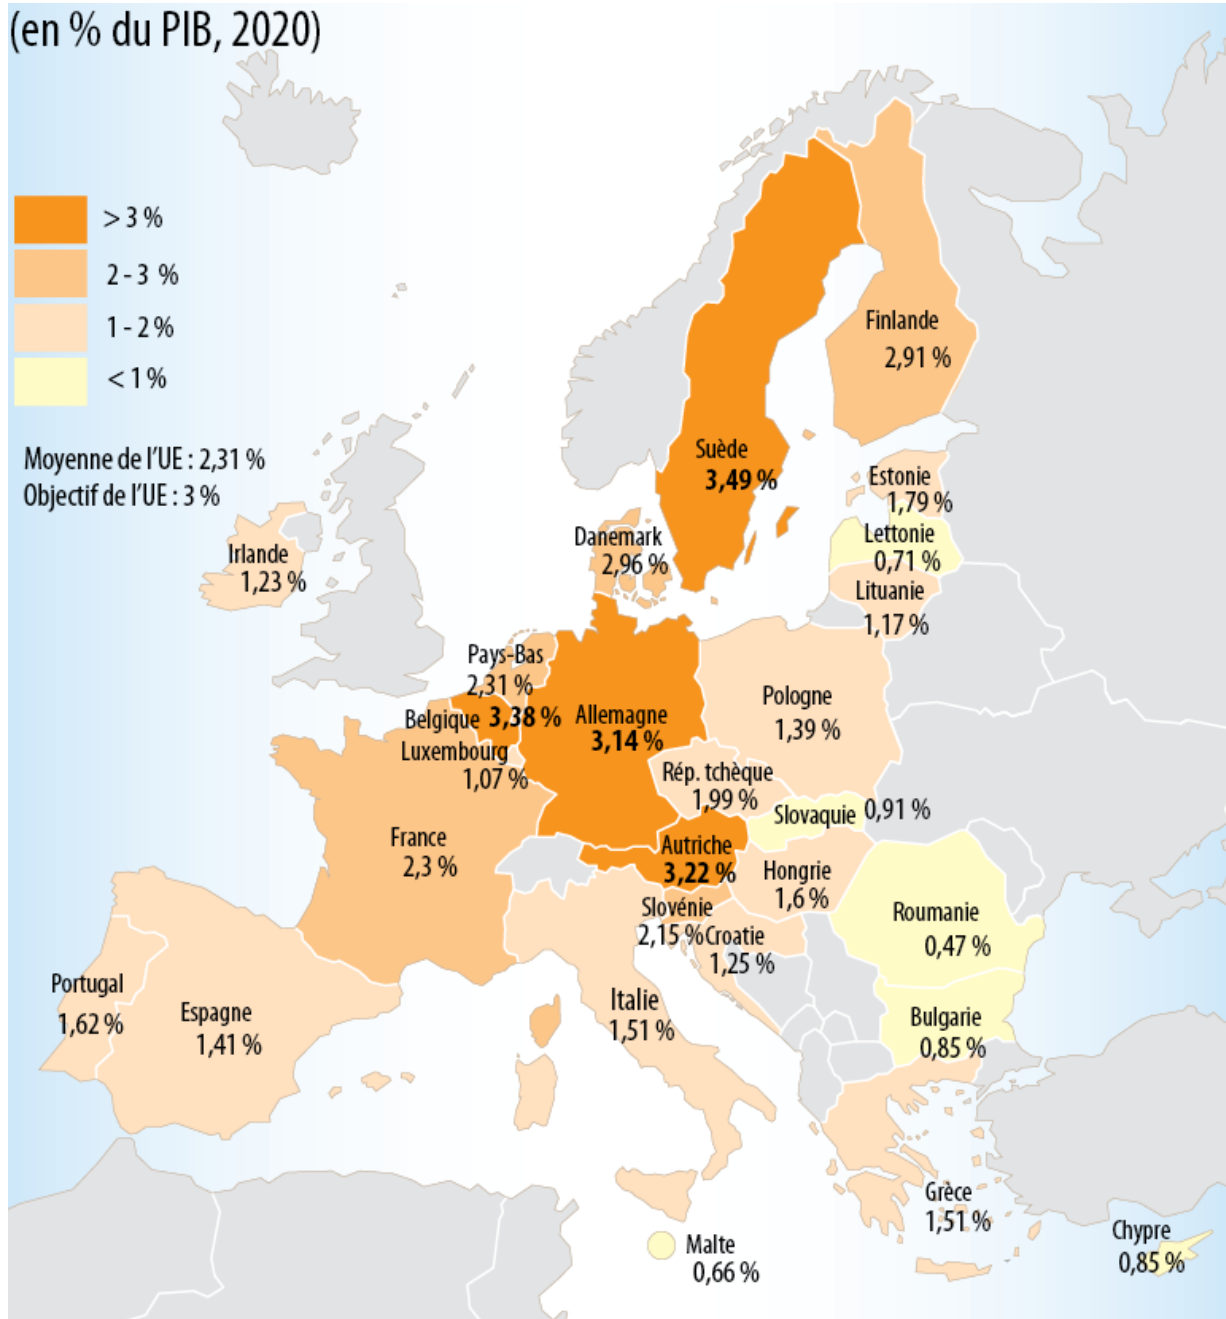 (en % du PIB, 2020)
> 3 %
2 - 3 %
1 - 2 %
< 1 %
Moyenne de l'UE : 2,31 %
Objectif de l'UE : 3 %
Finlande
2,91 %
Suède
3,49 %
Estonie
1,79 %
Lettonie
0,71 %
Lituanie
1,17 %
Danemark
2,96 %
Irlande
1,23 %
Pays-Bas
2,31 %
Belgique 3,38 %
Luxembourg
1,07 %
Allemagne
3,14 %
Pologne
1,39 %
Rép. tchèque
1,99 %
Slovaquie 0,91 %
France
2,3 %
Autriche
3,22 %
Hongrie
1,6 %
Slovénie
2,15 %
Croatie
1,25 %
Roumanie
0,47 %
Portugal
1,62 %
Espagne
1,41 %
Italie
1,51 %
Bulgarie
0,85 %
Grèce
1,51 %
Malte
0,66 %
Chypre
0,85 %